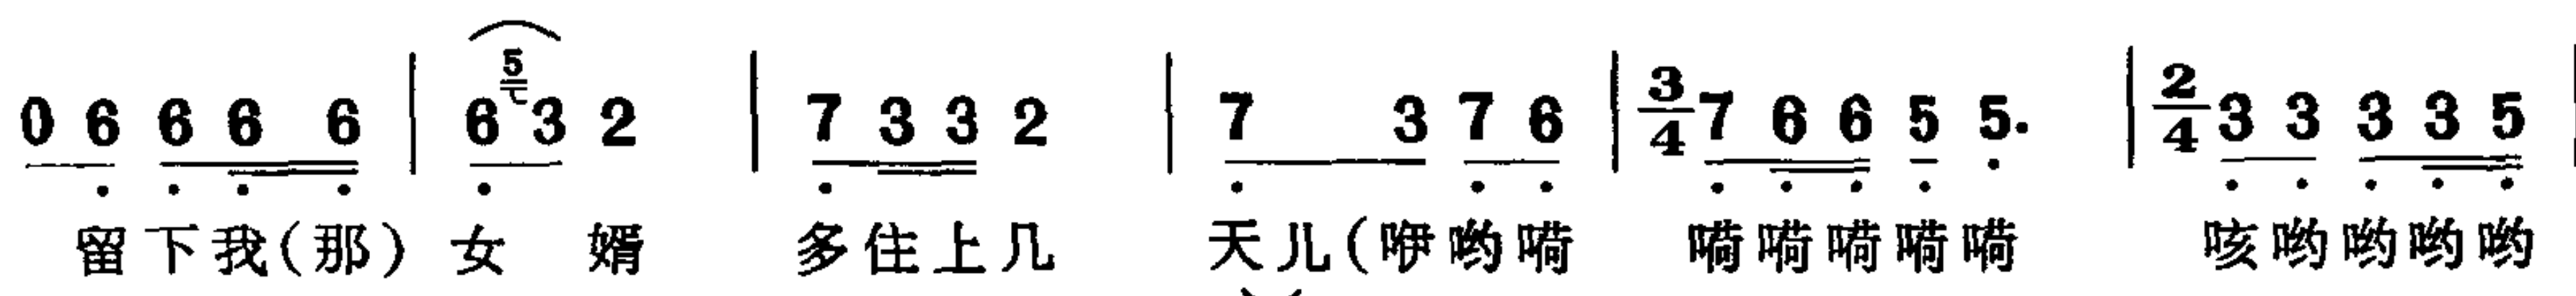 0 6 6 6 6 | 6 5 3 2 | 7 3 3 2 | 7 3 7 6 | 3/4 7 6 6 5 5. | 2/4 3 3 3 3 5 |
留下我(那)女 婿 多住上几 天儿(咿哟嗬 嗬嗬嗬嗬嗬 咳哟哟哟哟